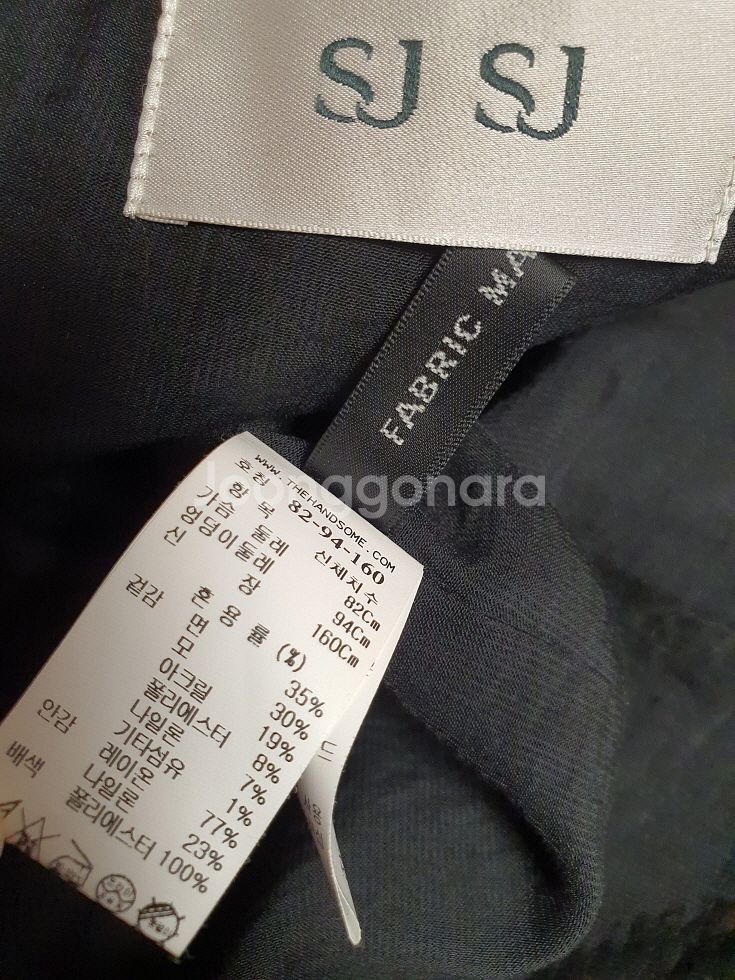 SJ SJ
FABRIC MA
Joonggonara
WWW.THEHANDSOME.COM
호칭 82-94-160
항 목 신체치수
가슴 둘레 82Cm
엉덩이둘레 94Cm
신 장 160Cm
혼 용 률 (%)
겉감 면 35%
모 30%
아크릴 19%
폴리에스터 8%
나일론 7%
기타섬유 1%
안감 레이온 77%
나일론 23%
배색 폴리에스터 100%
드